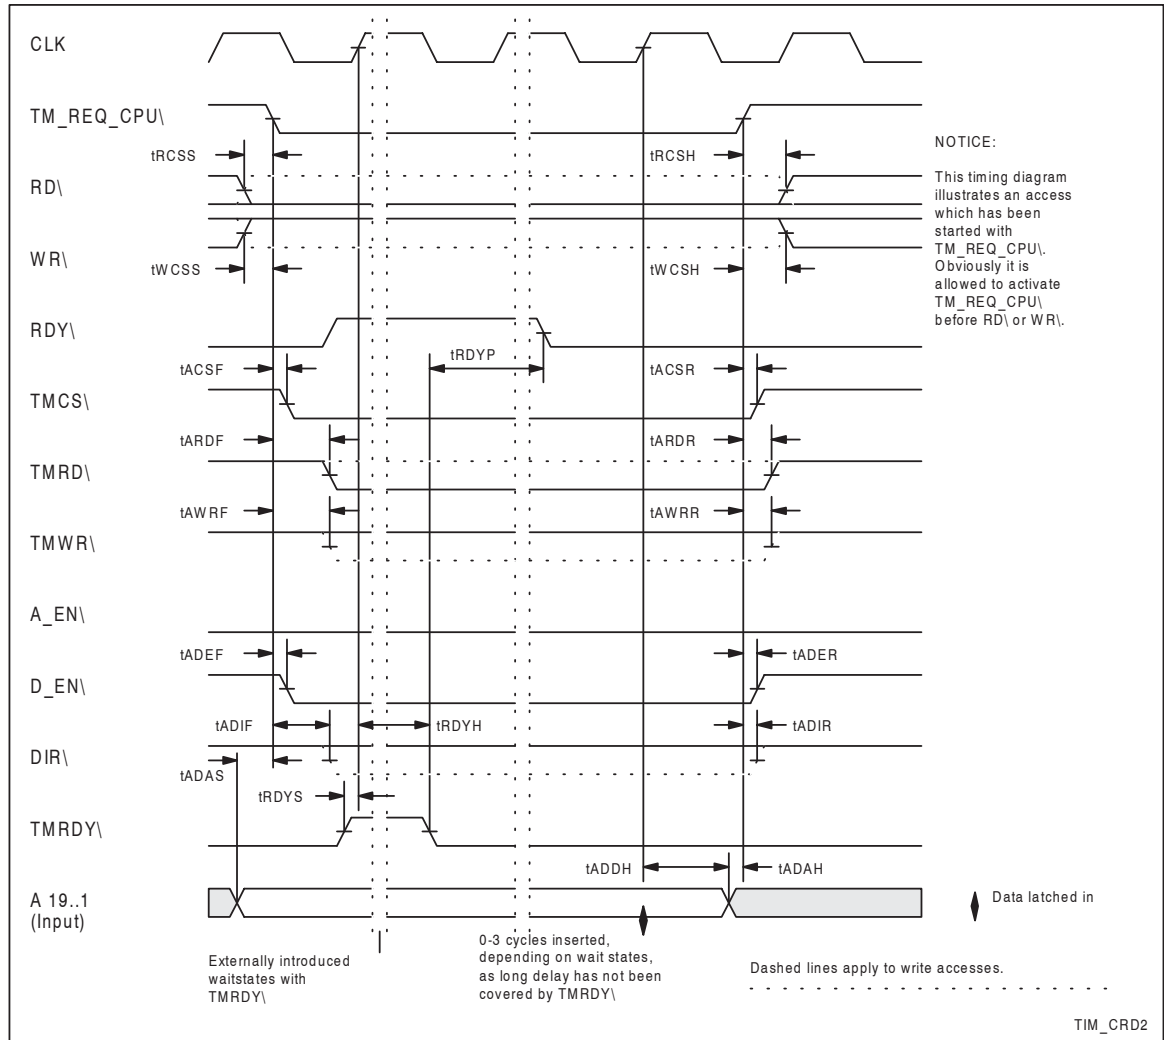 CLK
TM_REQ_CPU\
tRCSS
tRCSH
NOTICE:
This timing diagram
illustrates an access
which has been
started with
TM_REQ_CPU\.
Obviously it is
allowed to activate
TM_REQ_CPU\
before RD\ or WR\.
RD\
WR\
tWCSS
tWCSH
RDY\
tRDYP
tACSF
tACSR
TMCS\
tARDF
tARDR
TMRD\
tAWRF
tAWRR
TMWR\
A_EN\
tADEF
tADER
D_EN\
tADIF
tRDYH
tADIR
DIR\
tADAS
tRDYS
TMRDY\
tADDH
tADAH
A 19..1
(Input)
Data latched in
Externally introduced
waitstates with
TMRDY\
0-3 cycles inserted,
depending on wait states,
as long delay has not been
covered by TMRDY\
Dashed lines apply to write accesses.
TIM_CRD2